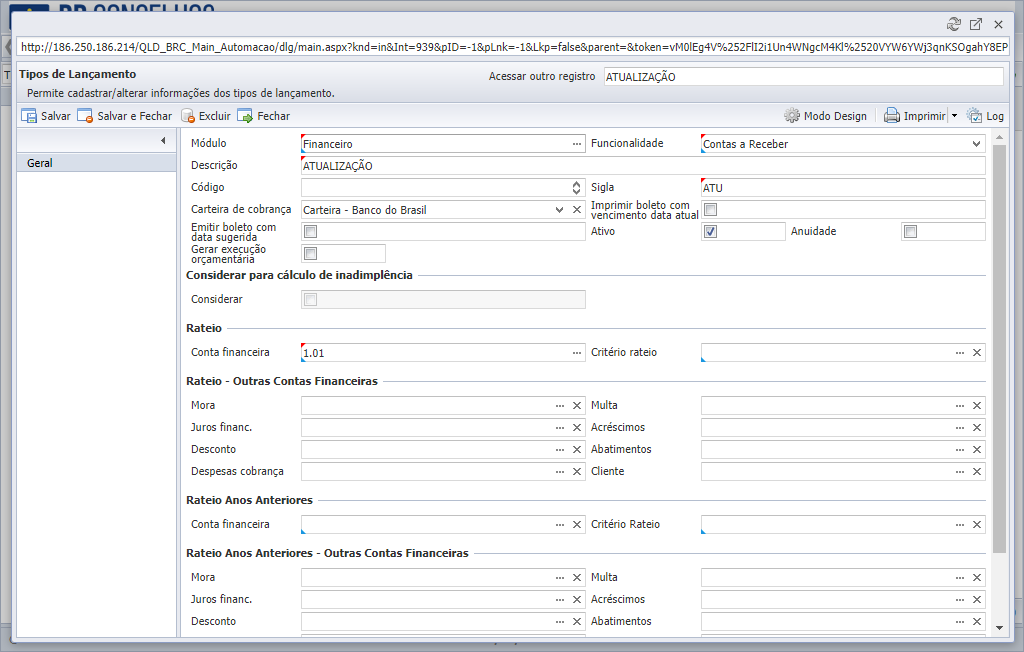 http://186.250.186.214/QLD_BRC_Main_Automacao/dlg/main.aspx?knd=in&Int=939&pID=-1&pLnk=-1&Lkp=false&parent=&token=vM0lEg4V%252FlI2i1Un4WNgcM4Kl%2520VYW6YWj3qnKSOgahY8EP
Tipos de Lançamento
Acessar outro registro ATUALIZAÇÃO
Permite cadastrar/alterar informações dos tipos de lançamento.
Salvar Salvar e Fechar Excluir Fechar Modo Design Imprimir Log
Geral
Módulo Financeiro Funcionalidade Contas a Receber
Descrição ATUALIZAÇÃO
Código Sigla ATU
Carteira de cobrança Carteira - Banco do Brasil Imprimir boleto com vencimento data atual
Emitir boleto com data sugerida Ativo Anuidade
Gerar execução orçamentária
Considerar para cálculo de inadimplência
Considerar
Rateio
Conta financeira 1.01 Critério rateio
Rateio - Outras Contas Financeiras
Mora Multa
Juros financ. Acréscimos
Desconto Abatimentos
Despesas cobrança Cliente
Rateio Anos Anteriores
Conta financeira Critério Rateio
Rateio Anos Anteriores - Outras Contas Financeiras
Mora Multa
Juros financ. Acréscimos
Desconto Abatimentos